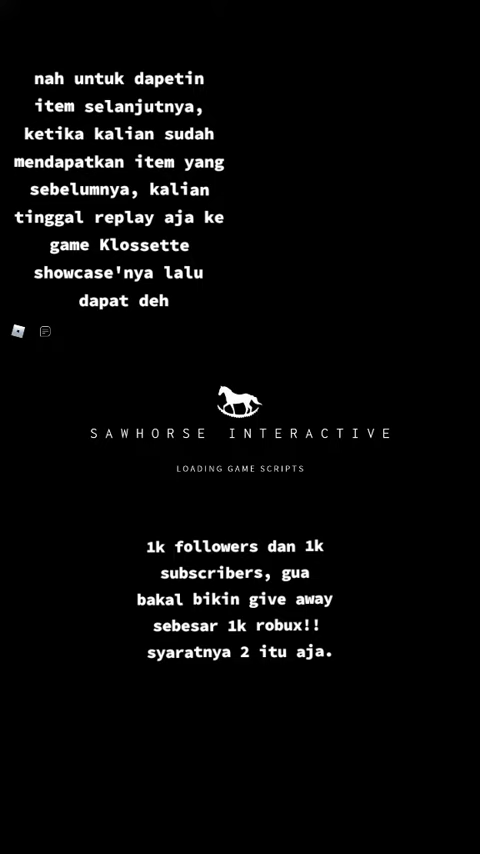 nah untuk dapetin
item selanjutnya,
ketika kalian sudah
mendapatkan item yang
sebelumnya, kalian
tinggal replay aja ke
game Klossette
showcase'nya lalu
dapat deh
SAWHORSE INTERACTIVE
LOADING GAME SCRIPTS
1k followers dan 1k
subscribers, gua
bakal bikin give away
sebesar 1k robux!!
syaratnya 2 itu aja.